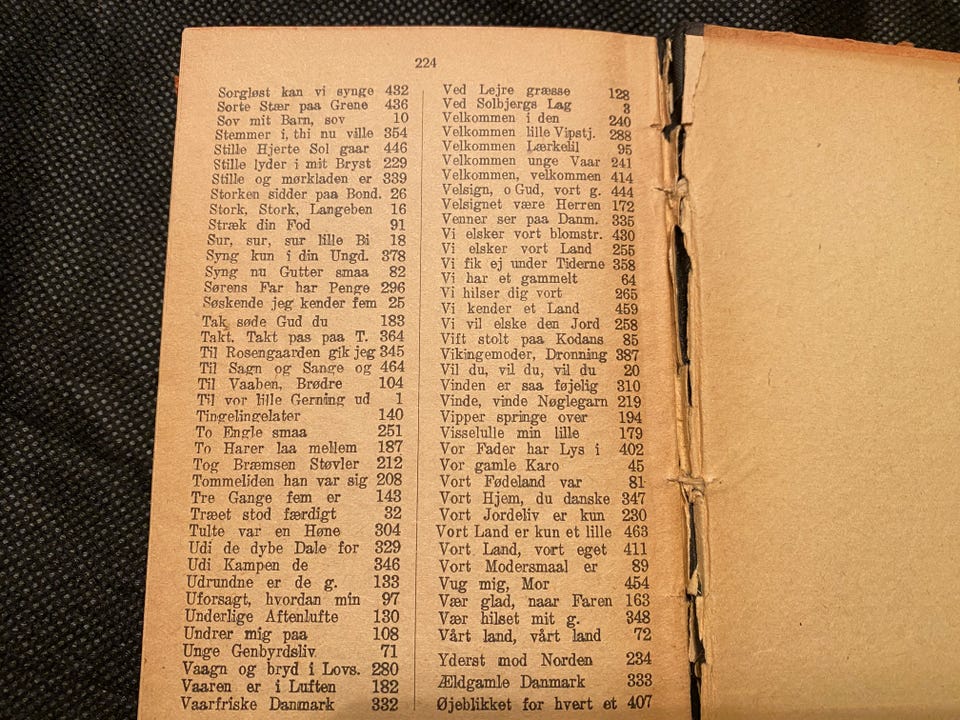 224
Sorgløst kan vi synge 432
Sorte Stær paa Grene 436
Sov mit Barn, sov 10
Stemmer i, thi nu ville 354
Stille Hjerte Sol gaar 446
Stille lyder i mit Bryst 229
Stille og mørkladen er 339
Storken sidder paa Bond. 26
Stork, Stork, Langeben 16
Stræk din Fod 91
Sur, sur, sur lille Bi 18
Syng kun i din Ungd. 378
Syng nu Gutter smaa 82
Sørens Far har Penge 296
Søskende jeg kender fem 25
Tak søde Gud du 183
Takt. Takt pas paa T. 364
Til Rosengaarden gik jeg 345
Til Sagn og Sange og 464
Til Vaaben, Brødre 104
Til vor lille Gerning ud 1
Tingelingelater 140
To Engle smaa 251
To Harer laa mellem 187
Tog Bræmsen Støvler 212
Tommeliden han var sig 208
Tre Gange fem er 143
Træet stod færdigt 32
Tulte var en Høne 304
Udi de dybe Dale for 329
Udi Kampen de 346
Udrundne er de g. 133
Uforsagt, hvordan min 97
Underlige Aftenlufte 130
Undrer mig paa 108
Unge Genbyrdsliv 71
Vaagn og bryd i Lovs. 280
Vaaren er i Luften 182
Vaarfriske Danmark 332
Ved Lejre græsse 128
Ved Solbjergs Lag 3
Velkommen i den 240
Velkommen lille Vipstj. 288
Velkommen Lærkelil 95
Velkommen unge Vaar 241
Velkommen, velkommen 414
Velsign, o Gud, vort g. 444
Velsignet være Herren 172
Venner ser paa Danm. 335
Vi elsker vort blomstr. 430
Vi elsker vort Land 255
Vi fik ej under Tiderne 358
Vi har et gammelt 64
Vi hilser dig vort 265
Vi kender et Land 459
Vi vil elske den Jord 258
Vift stolt paa Kodans 85
Vikingemoder, Dronning 387
Vil du, vil du, vil du 20
Vinden er saa føjelig 310
Vinde, vinde Nøglegarn 219
Vipper springe over 194
Visselulle min lille 179
Vor Fader har Lys i 402
Vor gamle Karo 45
Vort Fødeland var 81
Vort Hjem, du danske 347
Vort Jordeliv er kun 230
Vort Land er kun et lille 463
Vort Land, vort eget 411
Vort Modersmaal er 89
Vug mig, Mor 454
Vær glad, naar Faren 163
Vær hilset mit g. 348
Vårt land, vårt land 72
Yderst mod Norden 234
Ældgamle Danmark 333
Øjeblikket for hvert et 407